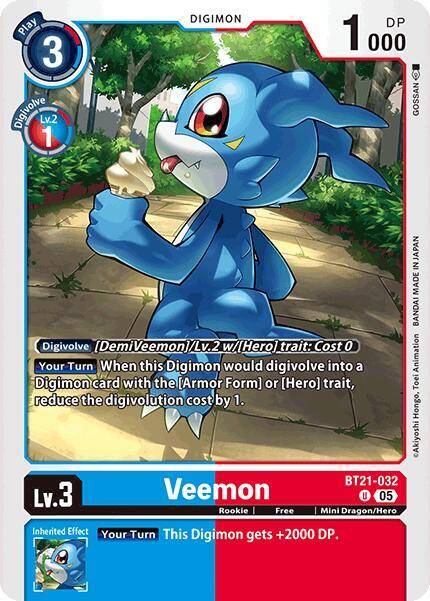 Play
3
DIGIMON
DP
1000
Digivolve
Lv.2
1
GOSSAN
©Akiyoshi Hongo, Toei Animation BANDAI MADE IN JAPAN
Digivolve [DemiVeemon]/Lv.2 w/[Hero] trait: Cost 0
Your Turn When this Digimon would digivolve into a
Digimon card with the [Armor Form] or [Hero] trait,
reduce the digivolution cost by 1.
Lv.3
Veemon
BT21-032
U 05
Rookie | Free | Mini Dragon/Hero
Inherited Effect
Your Turn This Digimon gets +2000 DP.